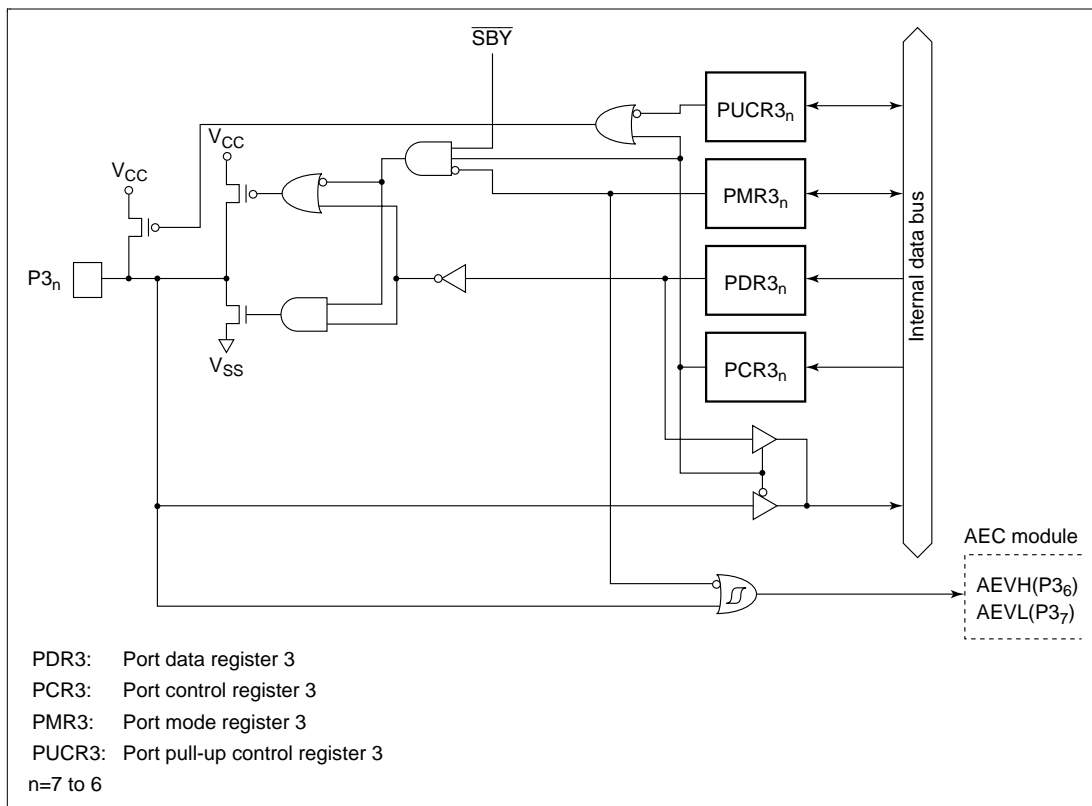 SBY
PUCR3n
VCC
VCC
PMR3n
P3n
PDR3n
Internal data bus
VSS
PCR3n
AEC module
AEVH(P36)
AEVL(P37)
PDR3: Port data register 3
PCR3: Port control register 3
PMR3: Port mode register 3
PUCR3: Port pull-up control register 3
n=7 to 6